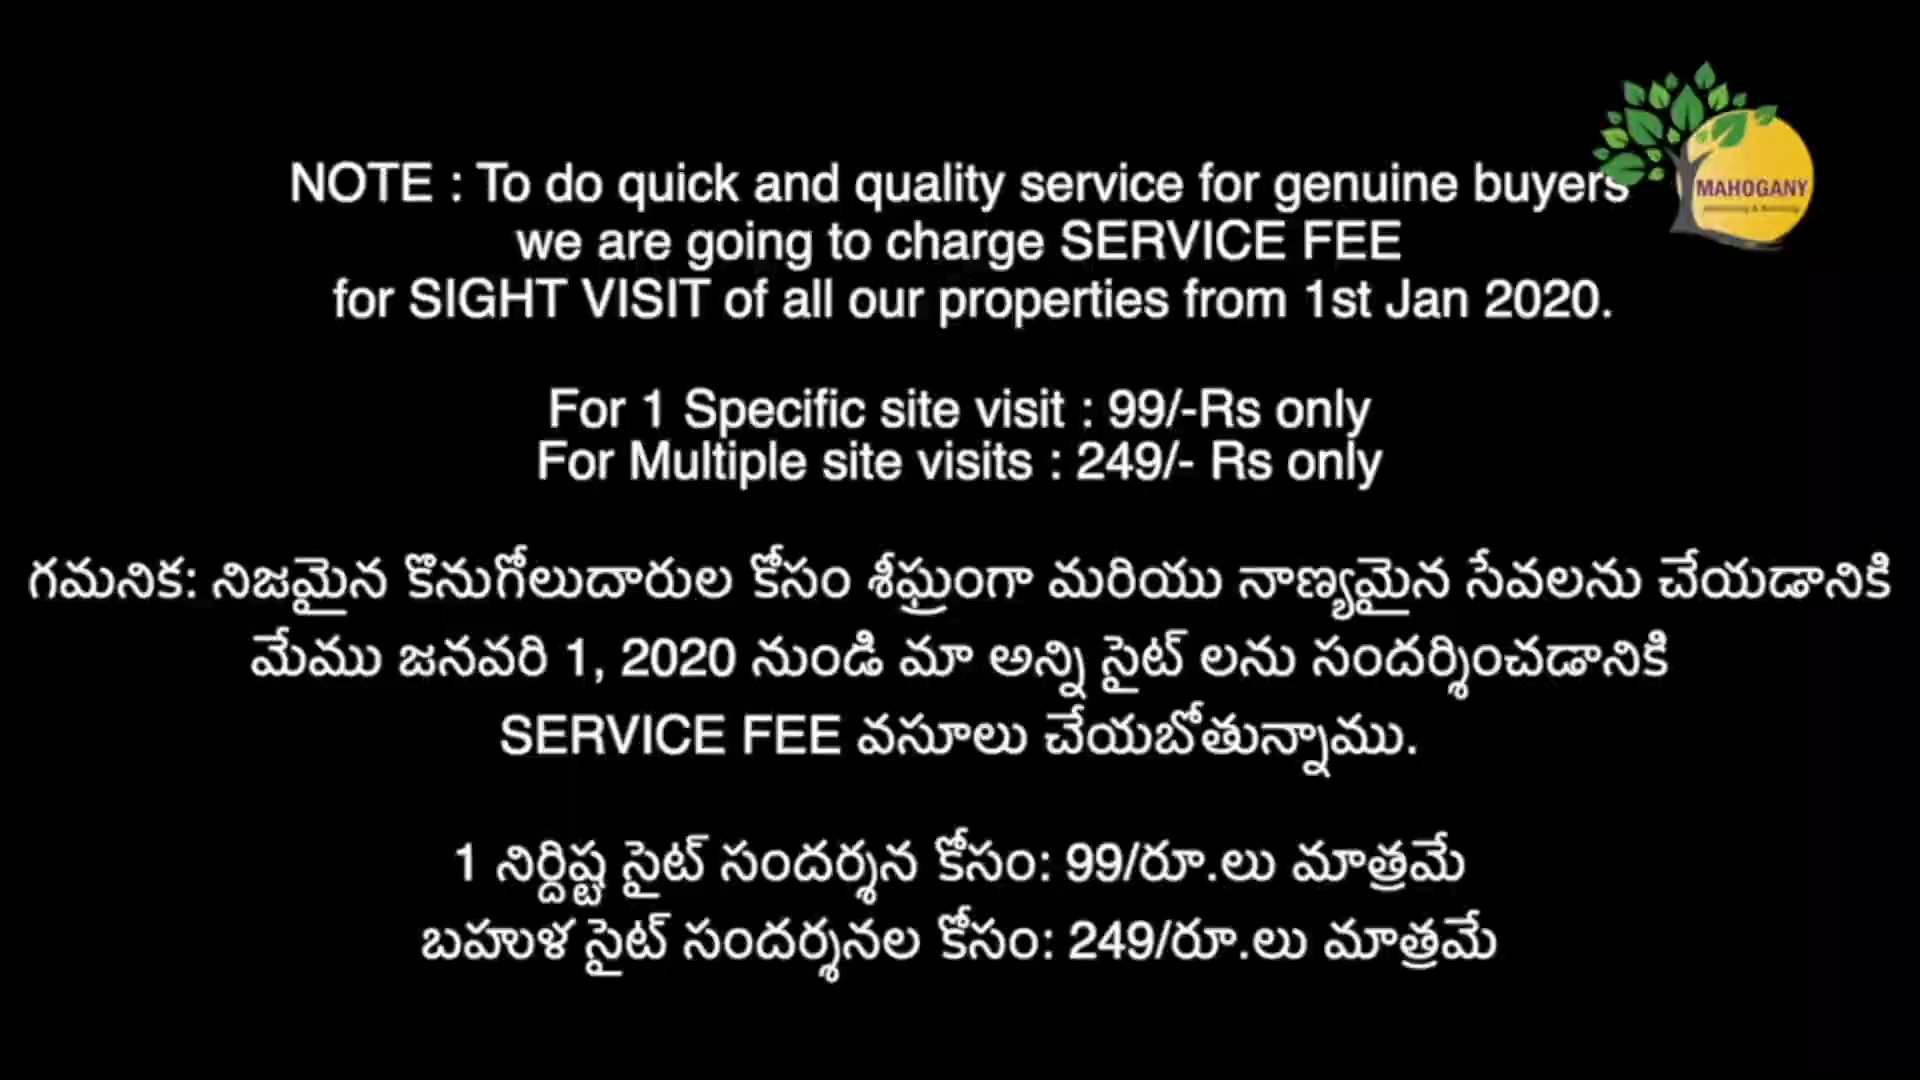 NOTE : To do quick and quality service for genuine buyers
we are going to charge SERVICE FEE
for SIGHT VISIT of all our properties from 1st Jan 2020.
MAHOGANY
For 1 Specific site visit : 99/-Rs only
For Multiple site visits : 249/- Rs only
గమనిక: నిజమైన కొనుగోలుదారుల కోసం శీఘ్రంగా మరియు నాణ్యమైన సేవలను చేయడానికి
మేము జనవరి 1, 2020 నుండి మా అన్ని సైట్ లను సందర్శించడానికి
SERVICE FEE వసూలు చేయబోతున్నాము.
1 నిర్దిష్ట సైట్ సందర్శన కోసం: 99/రూ.లు మాత్రమే
బహుళ సైట్ సందర్శనల కోసం: 249/రూ.లు మాత్రమే